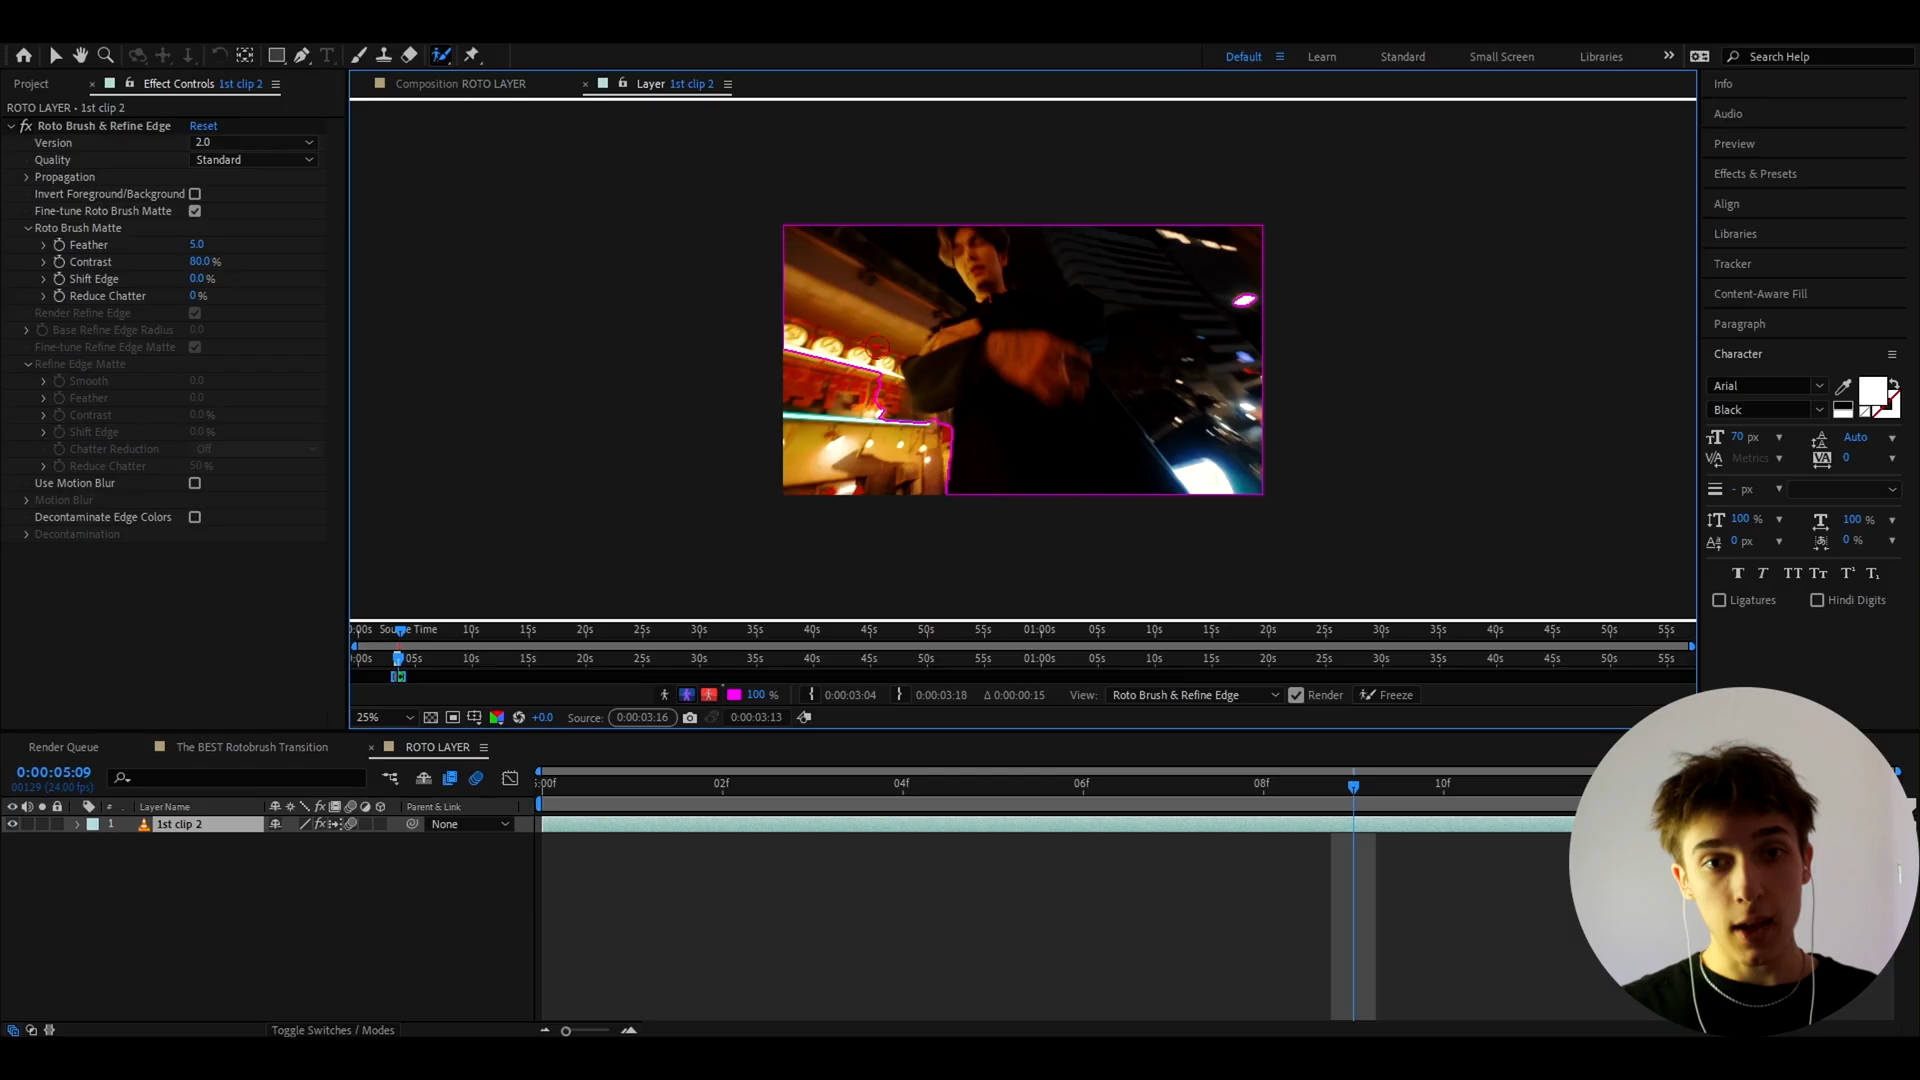 Default
Learn
Standard
Small Screen
Libraries
Search Help
Project
Effect Controls 1st clip 2
Composition ROTO LAYER
Layer 1st clip 2
Info
ROTO LAYER • 1st clip 2
Roto Brush & Refine Edge Reset
Audio
Version 2.0
Preview
Quality Standard
Propagation
Effects & Presets
Invert Foreground/Background
Fine-tune Roto Brush Matte
Align
Roto Brush Matte
Libraries
Feather 5.0
Contrast 80.0 %
Tracker
Shift Edge 0.0 %
Reduce Chatter 0 %
Content-Aware Fill
Render Refine Edge
Base Refine Edge Radius 0.0
Paragraph
Fine-tune Refine Edge Matte
Character
Refine Edge Matte
Smooth 0.0
Arial
Feather 0.0
Black
Contrast 0.0 %
Shift Edge 0.0 %
70 px
Auto
Chatter Reduction Off
Metrics
0
Reduce Chatter 50 %
Use Motion Blur
- px
Motion Blur
Decontaminate Edge Colors
100 %
100 %
Decontamination
0 px
0 %
T T TT Tt T¹ T₁
Ligatures
Hindi Digits
0:00s Source Time 10s 15s 20s 25s 30s 35s 40s 45s 50s 55s 01:00s 05s 10s 15s 20s 25s 30s 35s 40s 45s 50s 55s
0:00s 05s 10s 15s 20s 25s 30s 35s 40s 45s 50s 55s 01:00s 05s 10s 15s 20s 25s 30s 35s 40s 45s 50s 55s
100 % 0:00:03:04 0:00:03:18 Δ 0:00:00:15 View: Roto Brush & Refine Edge Render Freeze
25% +0.0 Source: 0:00:03:16 0:00:03:13
Render Queue
The BEST Rotobrush Transition
ROTO LAYER
0:00:05:09
00129 (24.00 fps)
5:00f 02f 04f 06f 08f 10f
# Layer Name fx Parent & Link
1 1st clip 2 fx None
Toggle Switches / Modes